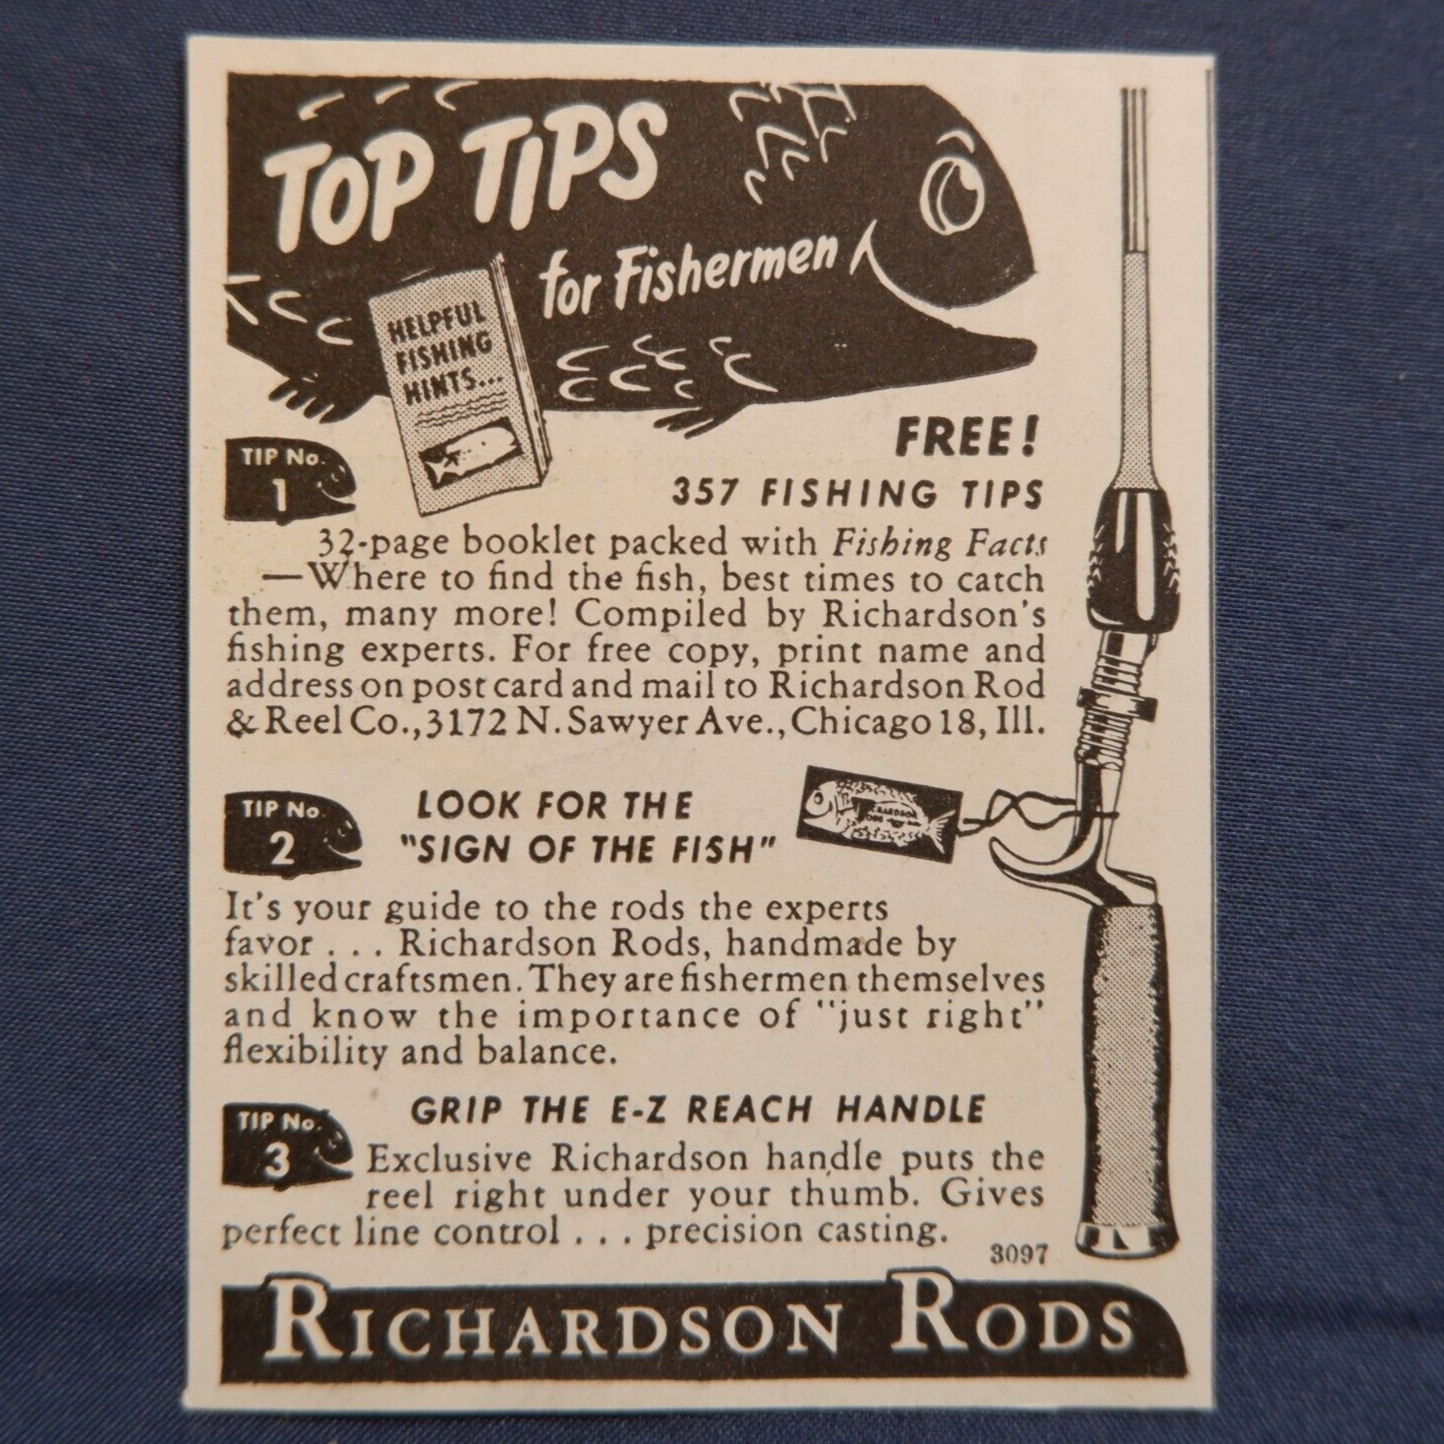 TOP TIPS
for Fishermen
HELPFUL
FISHING
HINTS...
FREE!
357 FISHING TIPS
TIP No.
1
32-page booklet packed with Fishing Facts
—Where to find the fish, best times to catch
them, many more! Compiled by Richardson's
fishing experts. For free copy, print name and
address on post card and mail to Richardson Rod
& Reel Co., 3172 N. Sawyer Ave., Chicago 18, Ill.
TIP No.
2
LOOK FOR THE
"SIGN OF THE FISH"
It's your guide to the rods the experts
favor . . . Richardson Rods, handmade by
skilled craftsmen. They are fishermen themselves
and know the importance of "just right"
flexibility and balance.
TIP No.
3
GRIP THE E-Z REACH HANDLE
Exclusive Richardson handle puts the
reel right under your thumb. Gives
perfect line control . . . precision casting.
3097
RICHARDSON RODS